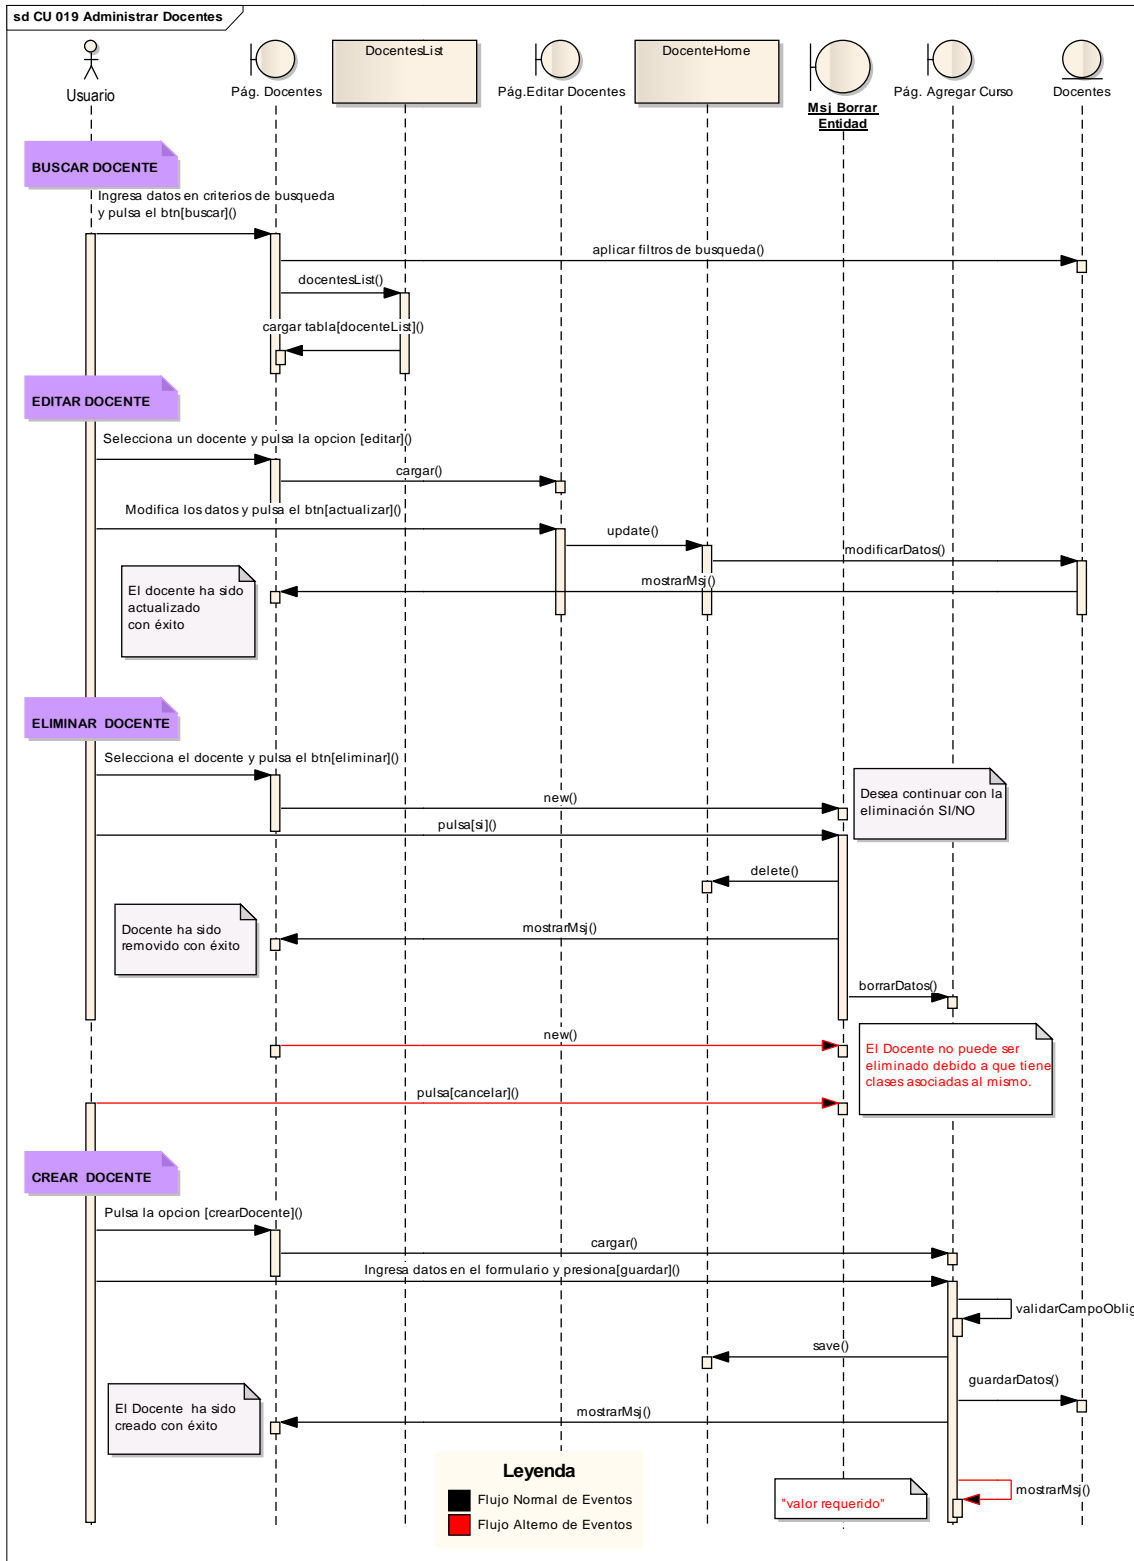 sd CU 019 Administrar Docentes
Usuario
Pág. Docentes
DocentesList
Pág.Editar Docentes
DocenteHome
Msj Borrar
Entidad
Pág. Agregar Curso
Docentes
BUSCAR DOCENTE
Ingresa datos en criterios de busqueda
y pulsa el btn[buscar]()
aplicar filtros de busqueda()
docentesList()
cargar tabla[docenteList]()
EDITAR DOCENTE
Selecciona un docente y pulsa la opcion [editar]()
cargar()
Modifica los datos y pulsa el btn[actualizar]()
update()
modificarDatos()
mostrarMsj()
El docente ha sido
actualizado
con éxito
ELIMINAR  DOCENTE
Selecciona el docente y pulsa el btn[eliminar]()
new()
Desea continuar con la
eliminación SI/NO
pulsa[si]()
delete()
Docente ha sido
removido con éxito
mostrarMsj()
borrarDatos()
new()
El Docente no puede ser
eliminado debido a que tiene
clases asociadas al mismo.
pulsa[cancelar]()
CREAR  DOCENTE
Pulsa la opcion [crearDocente]()
cargar()
Ingresa datos en el formulario y presiona[guardar]()
validarCampoOblig
save()
guardarDatos()
El Docente  ha sido
creado con éxito
mostrarMsj()
Leyenda
Flujo Normal de Eventos
Flujo Alterno de Eventos
"valor requerido"
mostrarMsj()